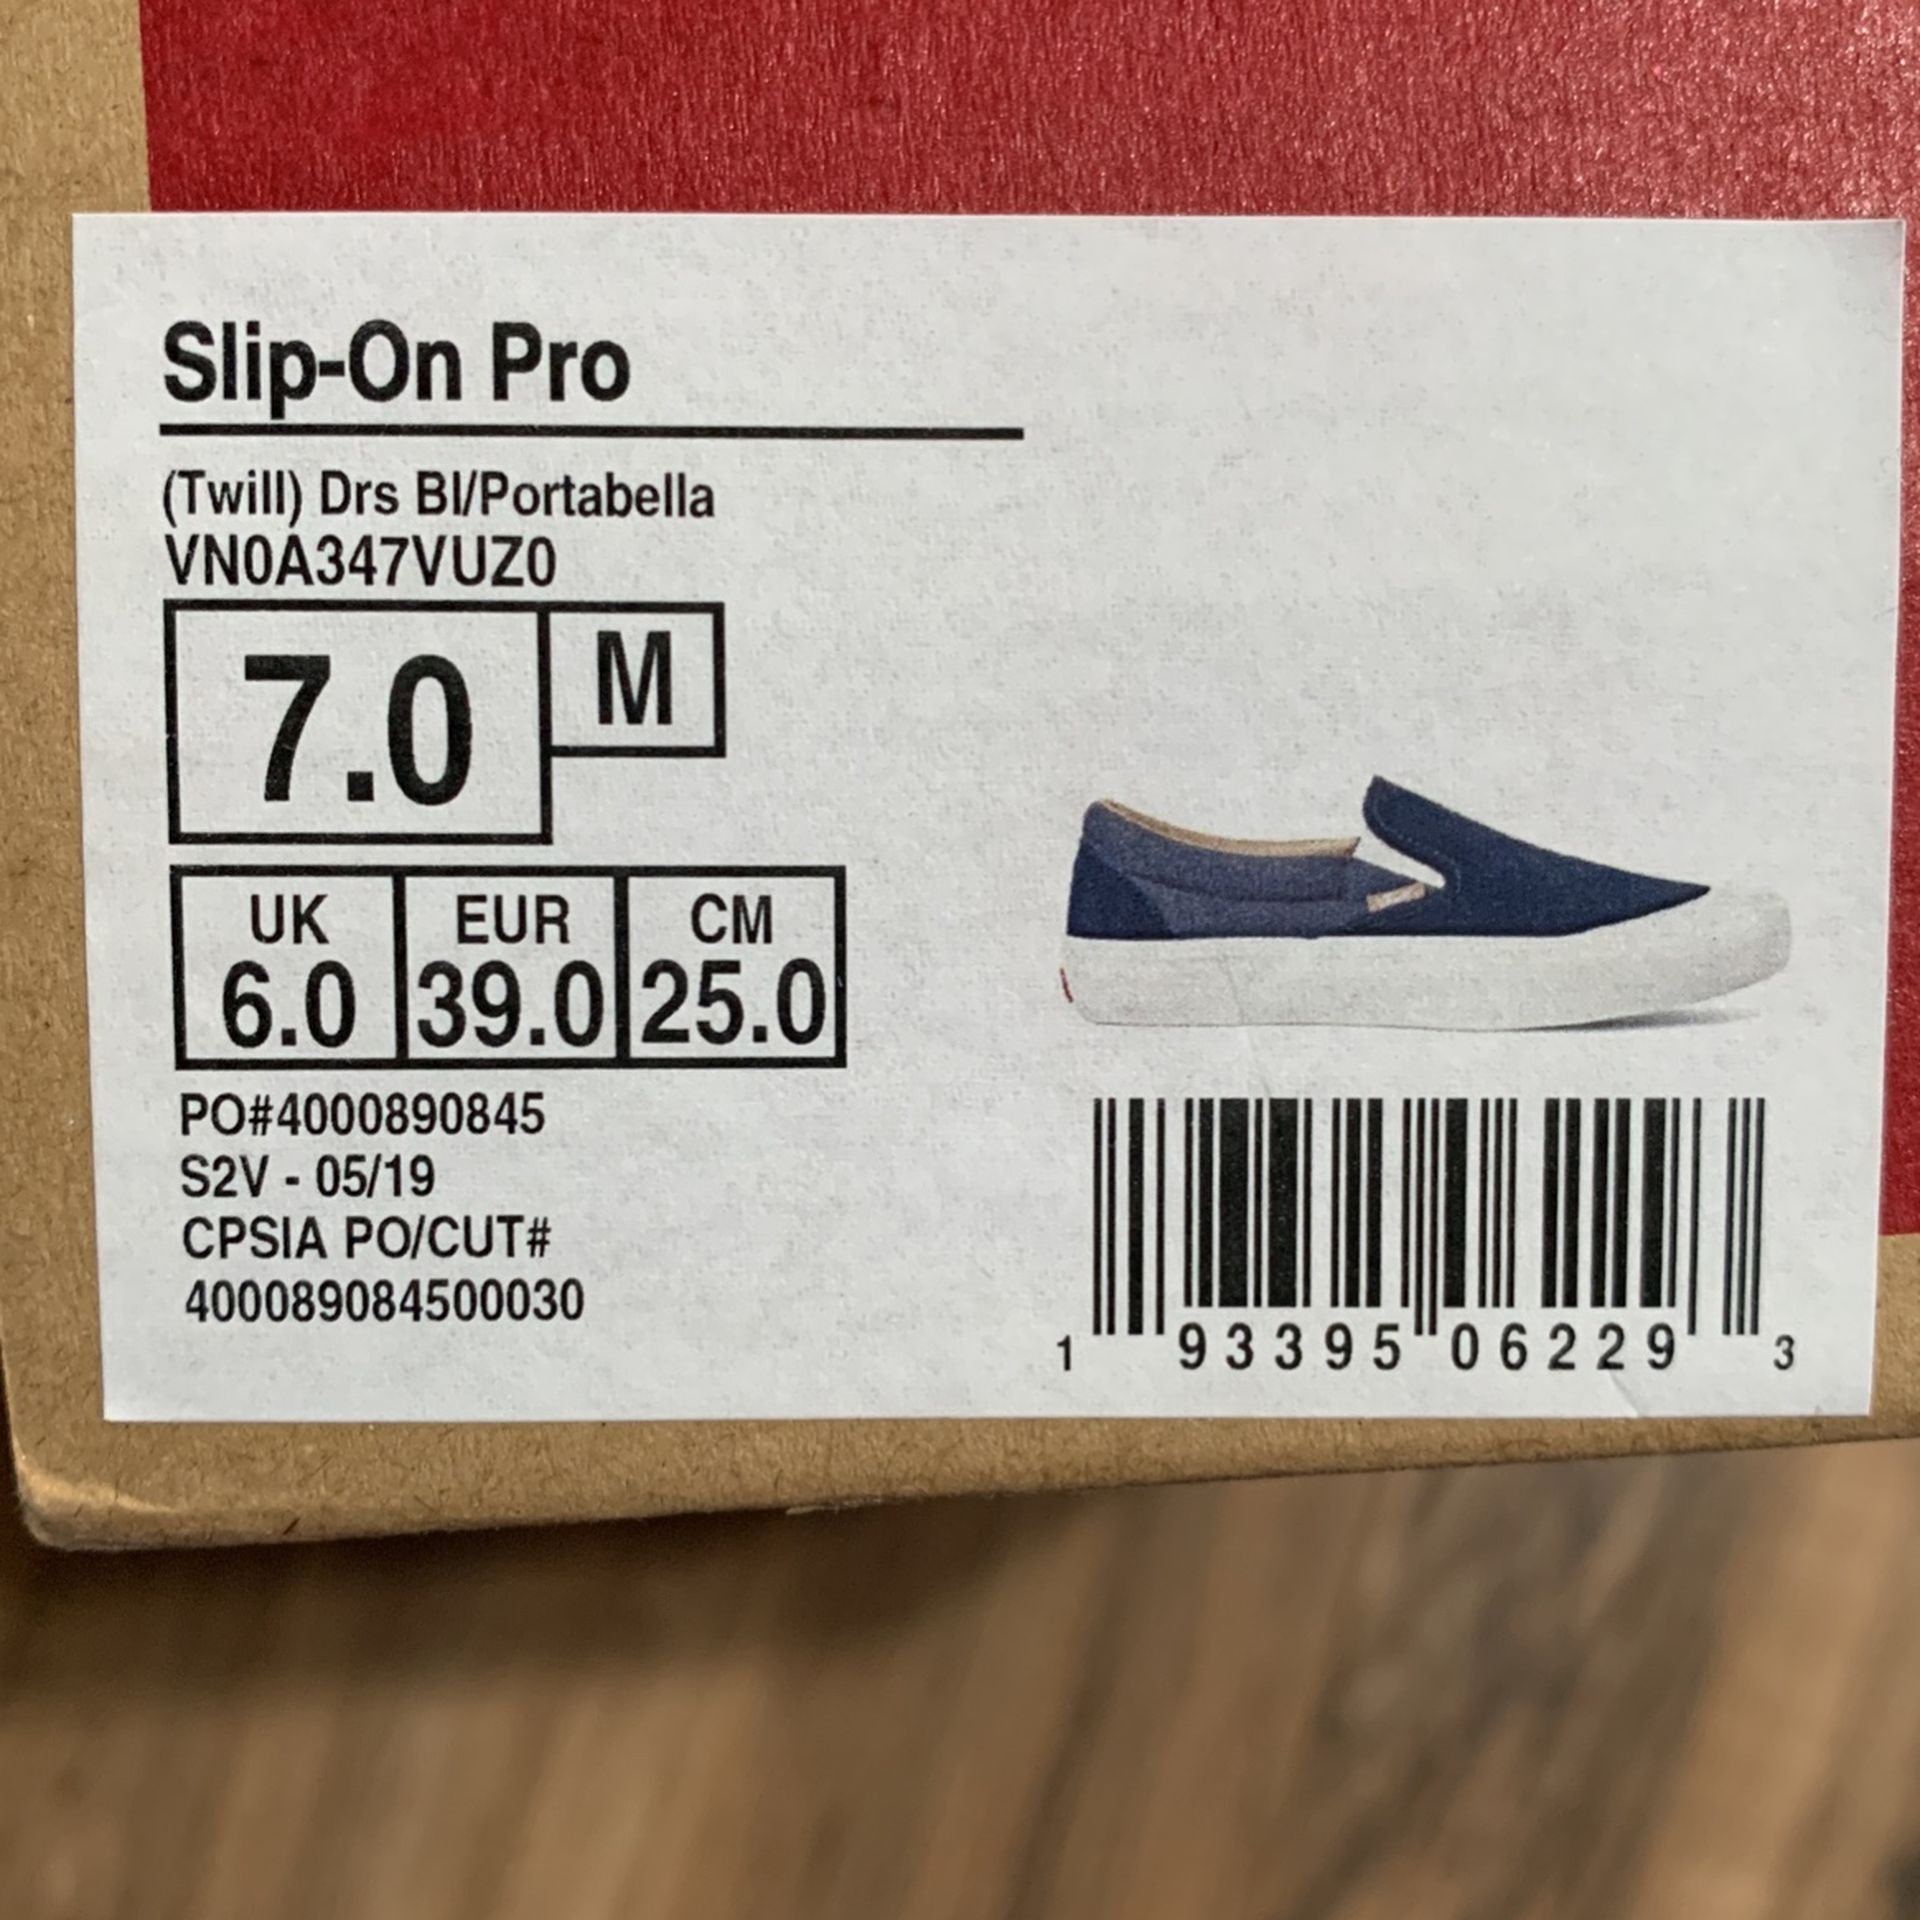 Slip-On Pro
(Twill) Drs Bl/Portabella
VN0A347VUZ0
7.0 M
UK EUR CM
6.0 39.0 25.0
PO#4000890845
S2V - 05/19
CPSIA PO/CUT#
400089084500030
1 93395 06229 3